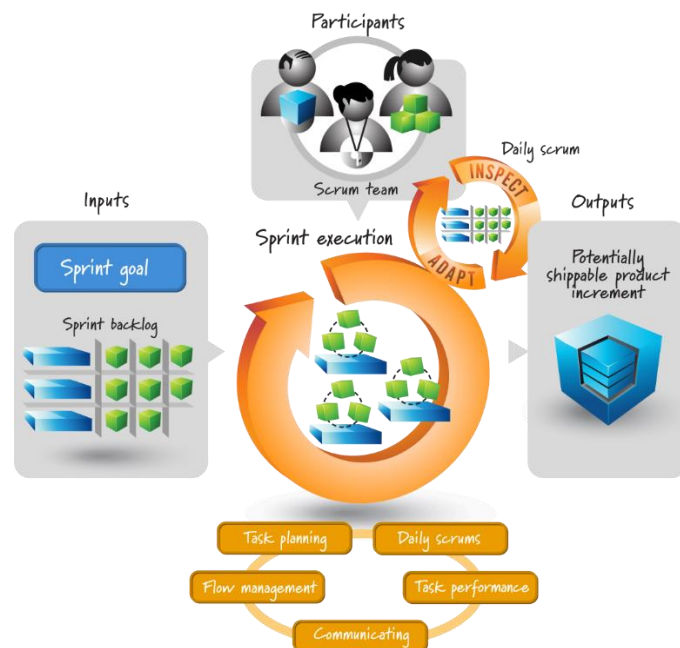 Participants
Scrum team
Daily scrum
INSPECT
ADAPT
Inputs
Sprint goal
Sprint backlog
Sprint execution
Outputs
Potentially
shippable product
increment
Task planning
Daily scrums
Flow management
Task performance
Communicating